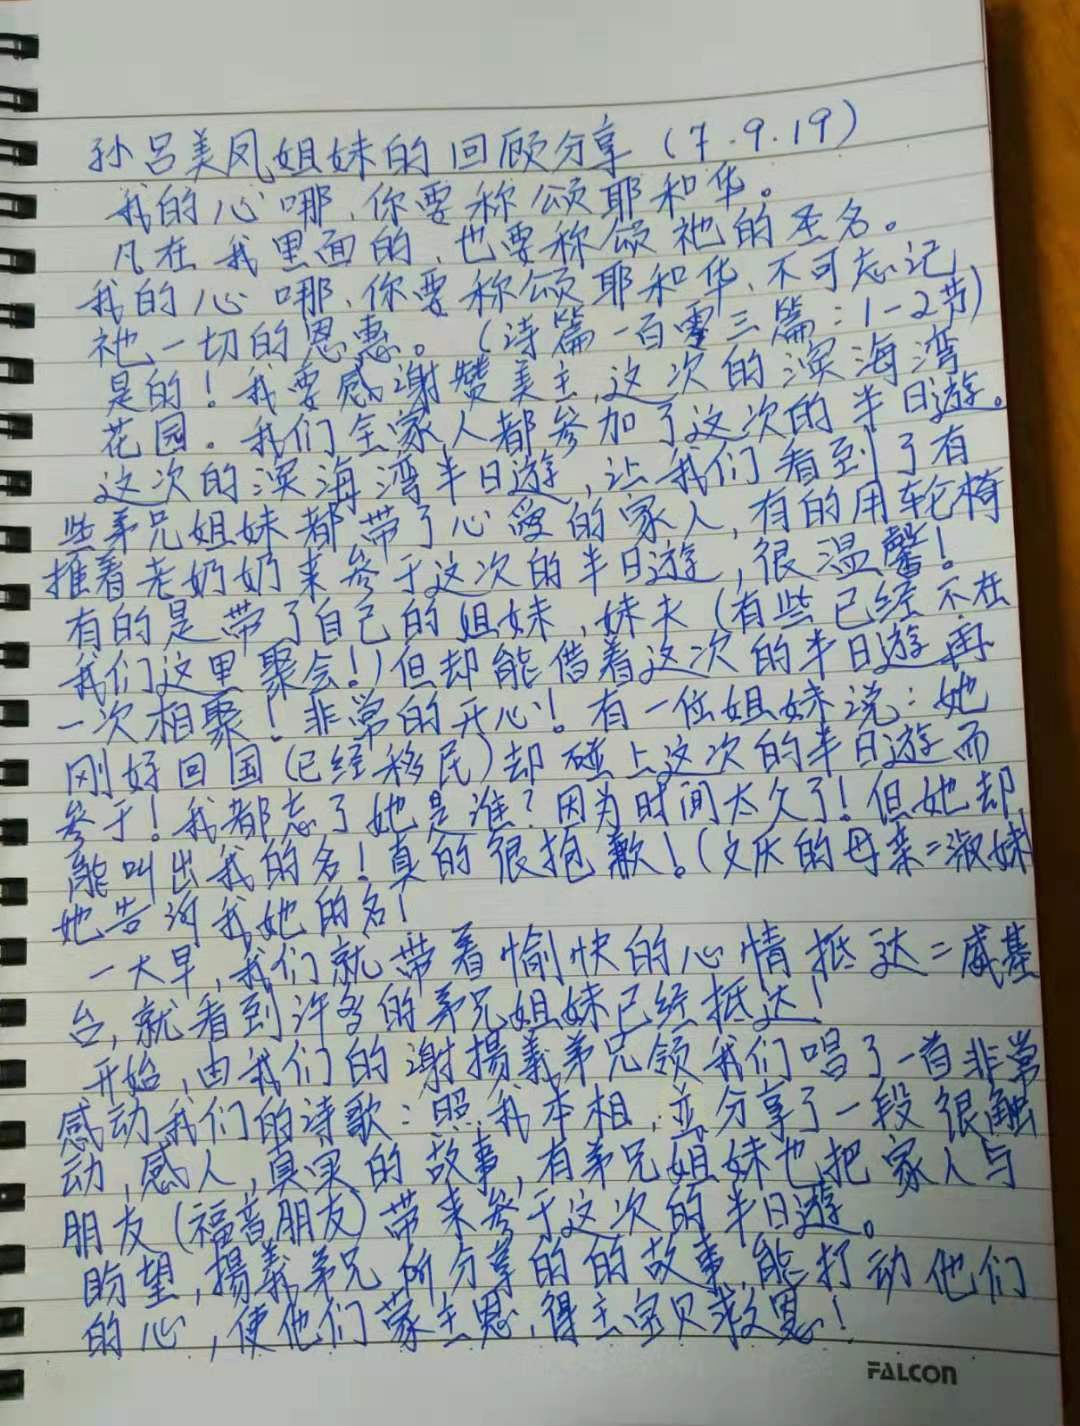 孙吕美凤姐妹的回顾分享 (7.9.19)
我的心哪,你要称颂耶和华。
凡在我里面的,也要称颂祂的圣名。
我的心哪,你要称颂耶和华,不可忘记
祂一切的恩惠。(诗篇一百零三篇:1-2节)
是的!我要感谢赞美主,这次的滨海湾
花园。我们全家人都参加了这次的半日遊。
这次的滨海湾半日遊,让我们看到了有
些弟兄姐妹都带了心爱的家人,有的用轮椅
推着老奶奶来参于这次的半日遊,很温馨!
有的是带了自己的姐妹,妹夫(有些已经不在
我们这里聚会!)但却能借着这次的半日遊再
一次相聚!非常的开心!有一位姐妹说:她
刚好回国(已经移民)却碰上这次的半日遊而
参于!我都忘了她是谁?因为时间太久了!但她却
能叫出我的名!真的很抱歉!(文庆的母亲=淑妹
她告诉我她的名!
一大早,我们就带着愉快的心情抵达=威基
台,就看到许多的弟兄姐妹已经抵达!
开始,由我们的谢揚義弟兄领我们唱了一首非常
感动我们的诗歌:照我本相,並分享了一段很触
动,感人,真实的故事,有弟兄姐妹也把家人与
朋友(福音朋友)带来参于这次的半日遊。
盼望,揚義弟兄所分享的的故事,能打动他们
的心,使他们蒙主恩,得主宝贝救恩!
FALCON